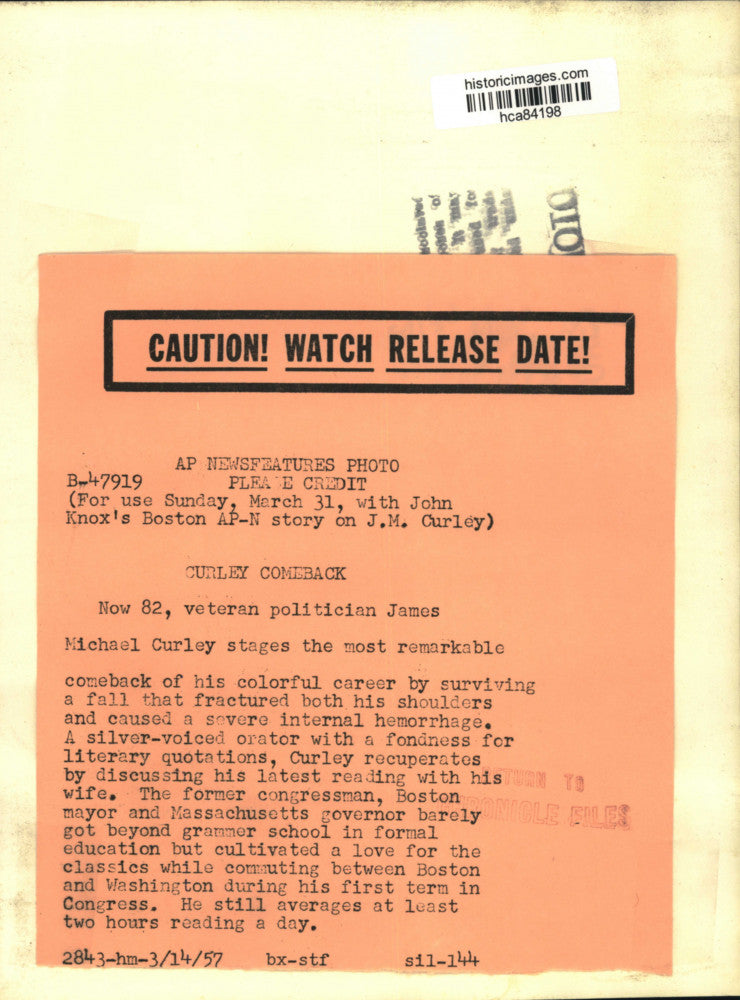 historicimages.com
hca84198
CAUTION! WATCH RELEASE DATE!
AP NEWSFEATURES PHOTO
B-47919 PLEA E CREDIT
(For use Sunday, March 31, with John
Knox's Boston AP-N story on J.M. Curley)
CURLEY COMEBACK
Now 82, veteran politician James
Michael Curley stages the most remarkable
comeback of his colorful career by surviving
a fall that fractured both his shoulders
and caused a severe internal hemorrhage.
A silver-voiced orator with a fondness for
literary quotations, Curley recuperates
by discussing his latest reading with his
wife. The former congressman, Boston
mayor and Massachusetts governor barely
got beyond grammer school in formal
education but cultivated a love for the
classics while commuting between Boston
and Washington during his first term in
Congress. He still averages at least
two hours reading a day.
2843-hm-3/14/57 bx-stf sil-144
TO
FILES